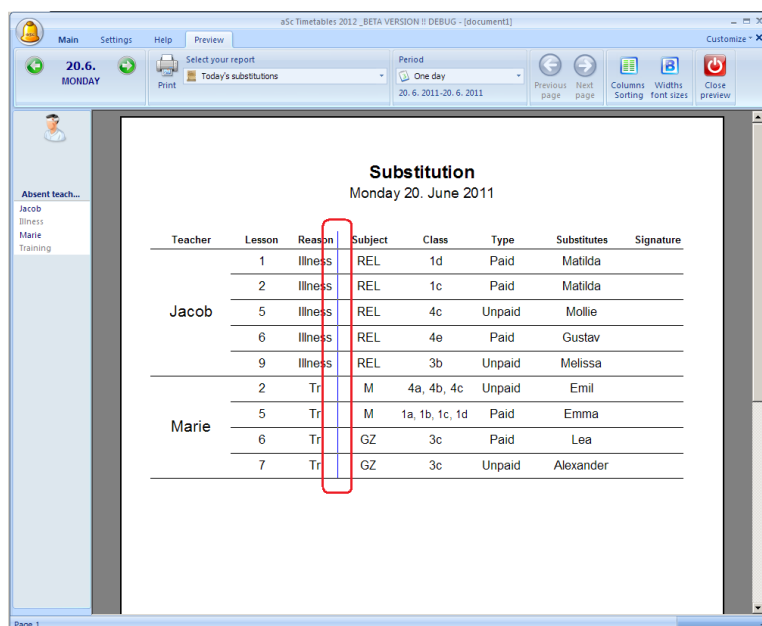 aSc Timetables 2012 _BETA VERSION !! DEBUG - [document1]
Main Settings Help Preview Customize
20.6.
MONDAY
Print
Select your report
Today's substitutions
Period
One day
20. 6. 2011-20. 6. 2011
Previous page
Next page
Columns Sorting
Widths font sizes
Close preview
Absent teach...
Jacob
Illness
Marie
Training
Substitution
Monday 20. June 2011
Teacher Lesson Reason Subject Class Type Substitutes Signature
Jacob
1 Illness REL 1d Paid Matilda
2 Illness REL 1c Paid Matilda
5 Illness REL 4c Unpaid Mollie
6 Illness REL 4e Paid Gustav
9 Illness REL 3b Unpaid Melissa
Marie
2 Tr M 4a, 4b, 4c Unpaid Emil
5 Tr M 1a, 1b, 1c, 1d Paid Emma
6 Tr GZ 3c Paid Lea
7 Tr GZ 3c Unpaid Alexander
Page 1